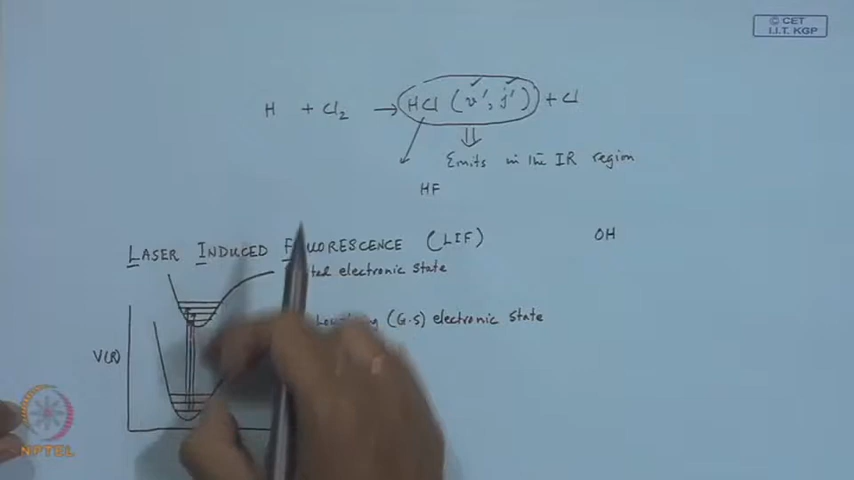 © CET
I.I.T. KGP
H + Cl₂ → HCl (v', j') + Cl
Emits in the IR region
HF
LASER INDUCED FLUORESCENCE (LIF)
OH
electronic state
(G.S) electronic state
V(R)
NPTEL